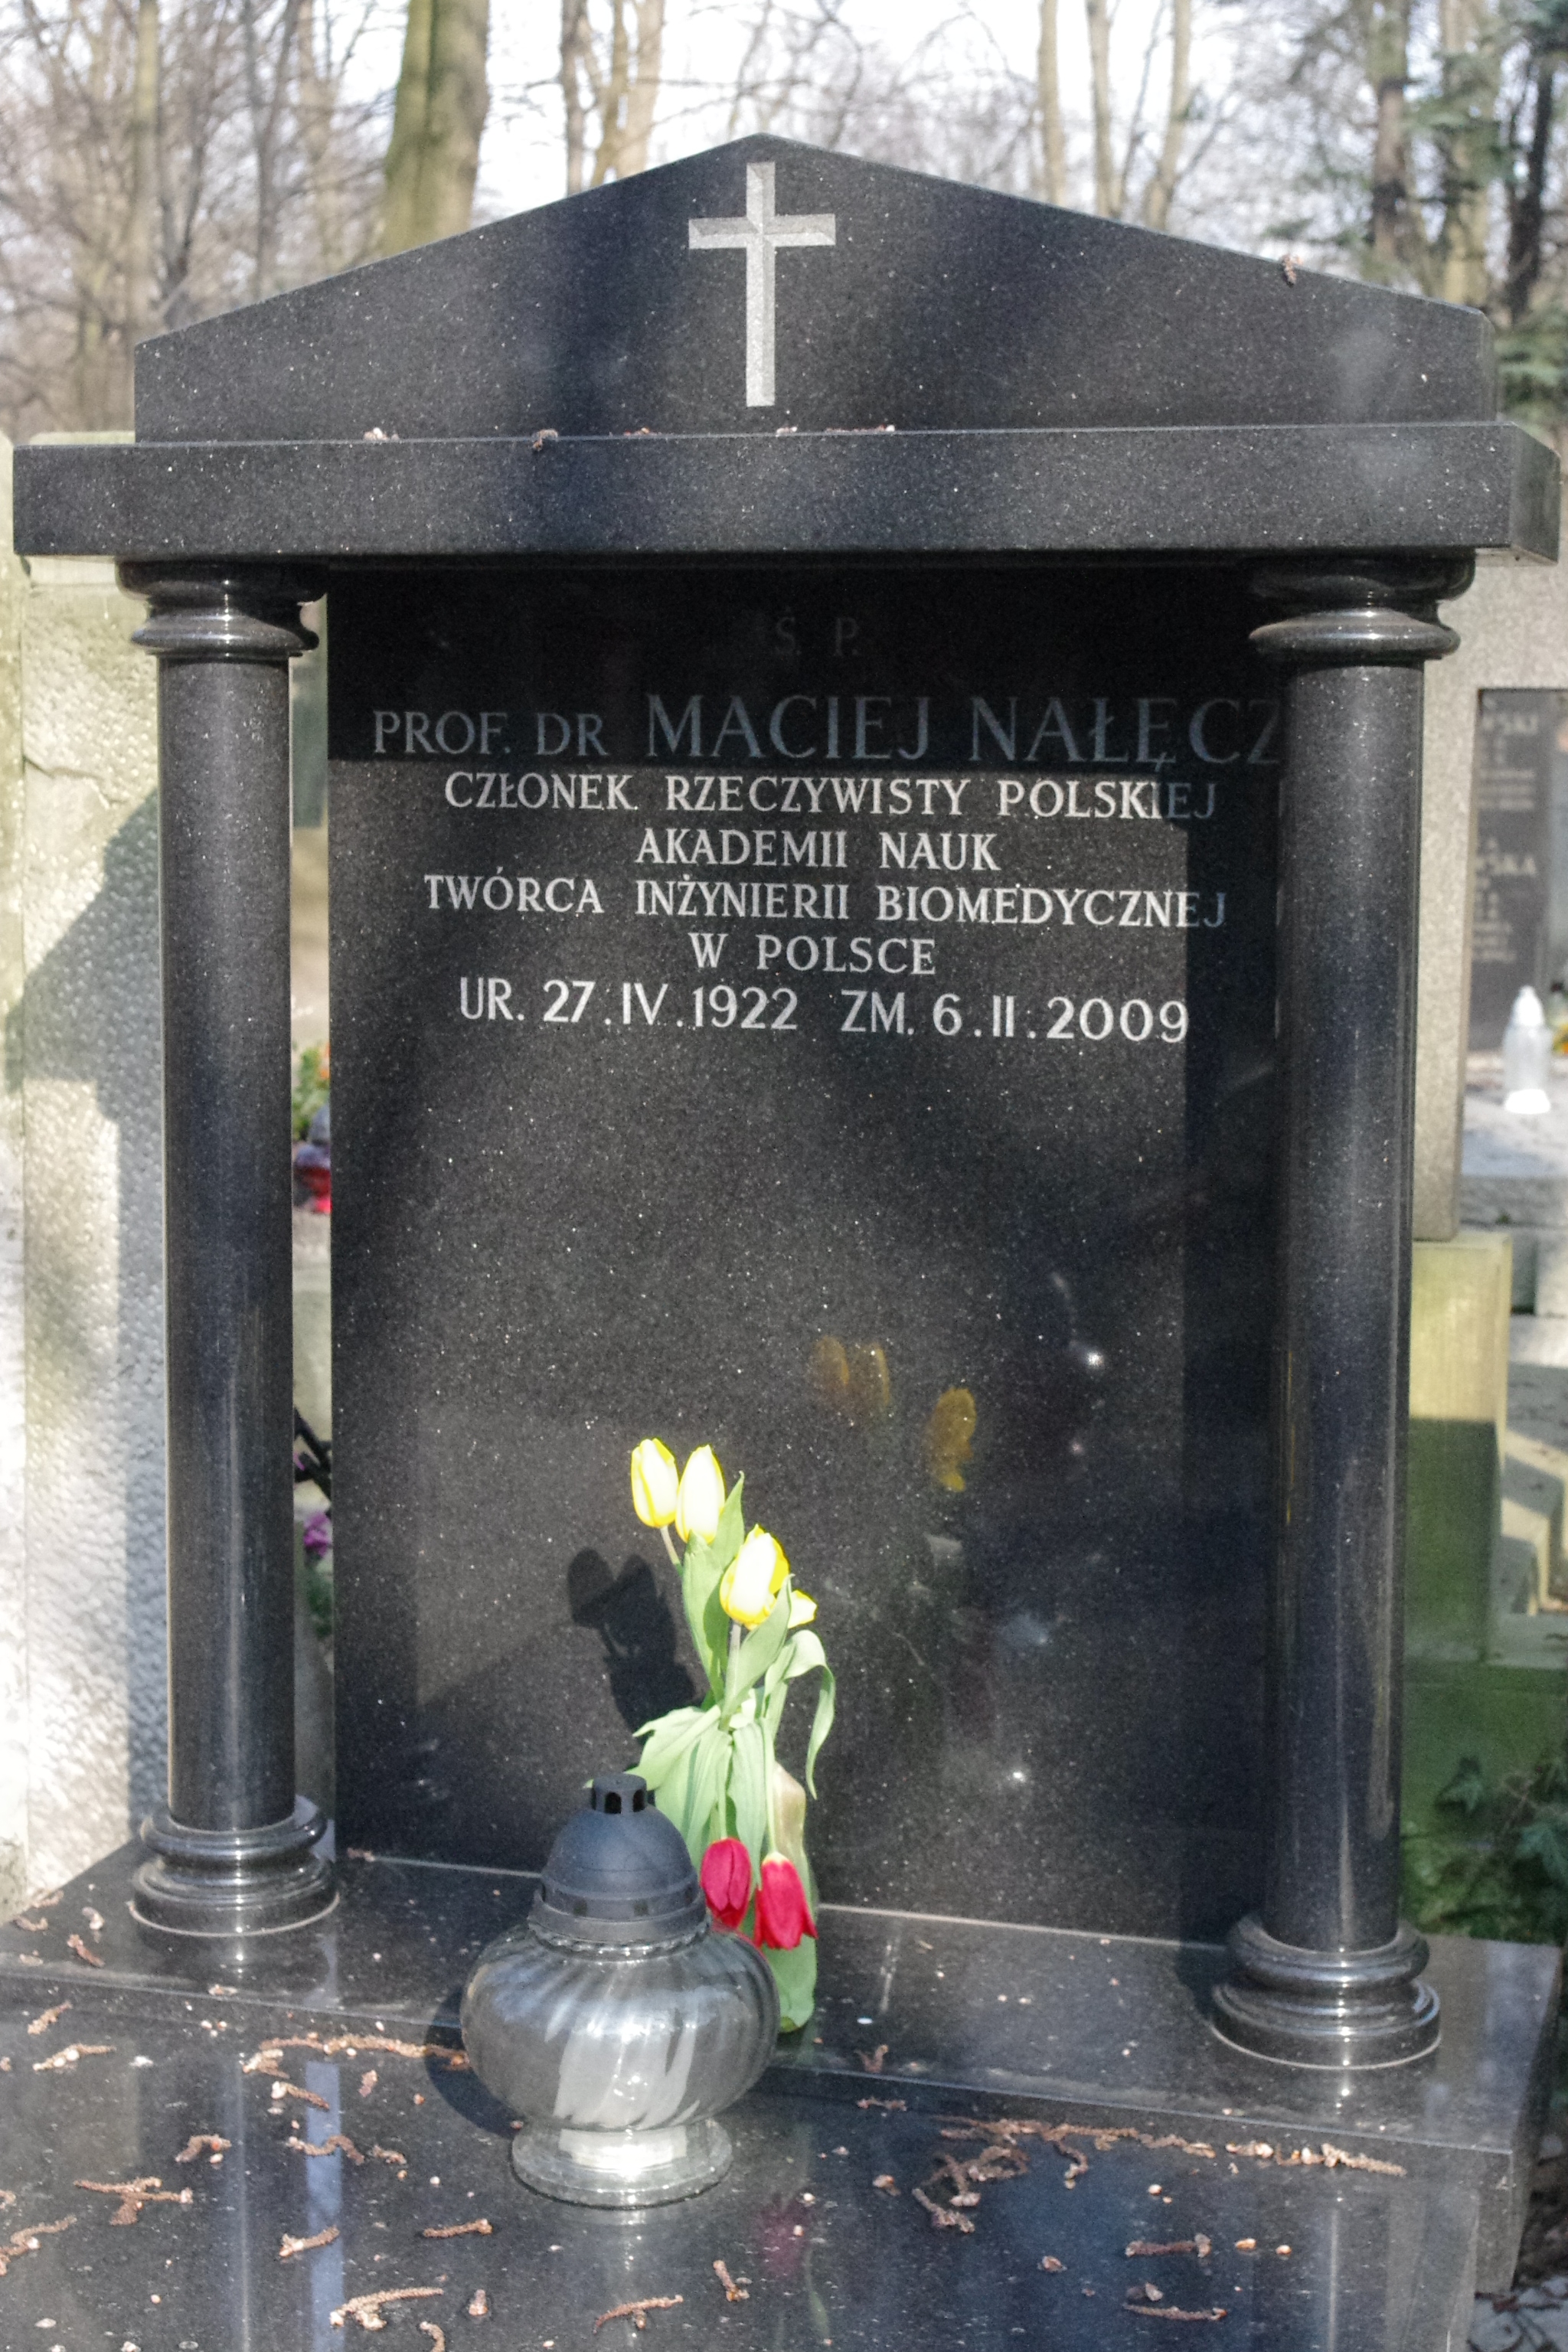 Ś. P.
PROF. DR MACIEJ NAŁĘCZ
CZŁONEK RZECZYWISTY POLSKIEJ
AKADEMII NAUK
TWÓRCA INŻYNIERII BIOMEDYCZNEJ
W POLSCE
UR. 27.IV.1922 ZM. 6.II.2009